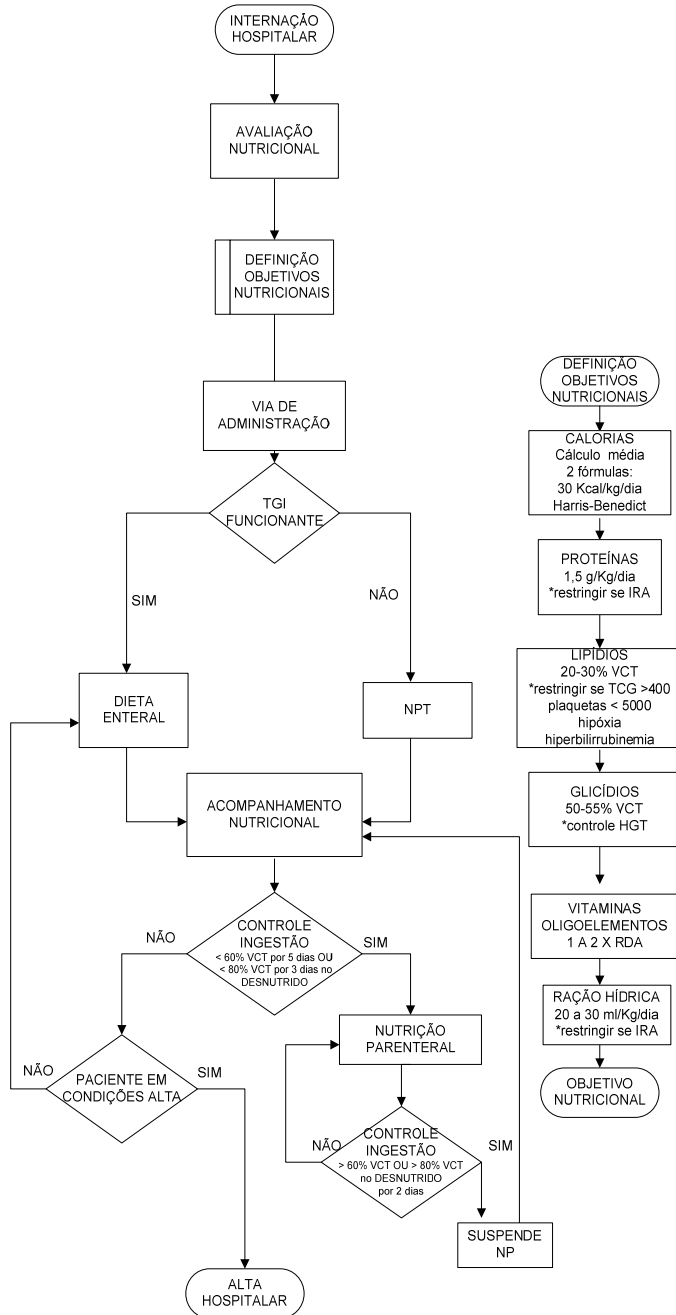 INTERNAÇÃO
HOSPITALAR
AVALIAÇÃO
NUTRICIONAL
DEFINIÇÃO
OBJETIVOS
NUTRICIONAIS
VIA DE
ADMINISTRAÇÃO
TGI
FUNCIONANTE
SIM
NÃO
DIETA
ENTERAL
NPT
ACOMPANHAMENTO
NUTRICIONAL
CONTROLE
INGESTÃO
< 60% VCT por 5 dias OU
< 80% VCT por 3 dias no
DESNUTRIDO
NÃO
SIM
PACIENTE EM
CONDIÇÕES ALTA
NÃO
SIM
NUTRIÇÃO
PARENTERAL
CONTROLE
INGESTÃO
> 60% VCT OU > 80% VCT
no DESNUTRIDO
por 2 dias
NÃO
SIM
SUSPENDE
NP
ALTA
HOSPITALAR
DEFINIÇÃO
OBJETIVOS
NUTRICIONAIS
CALORIAS
Cálculo média
2 fórmulas:
30 Kcal/kg/dia
Harris-Benedict
PROTEÍNAS
1,5 g/Kg/dia
*restringir se IRA
LIPÍDIOS
20-30% VCT
*restringir se TCG >400
plaquetas < 5000
hipóxia
hiperbilirrubinemia
GLICÍDIOS
50-55% VCT
*controle HGT
VITAMINAS
OLIGOELEMENTOS
1 A 2 X RDA
RAÇÃO HÍDRICA
20 a 30 ml/Kg/dia
*restringir se IRA
OBJETIVO
NUTRICIONAL